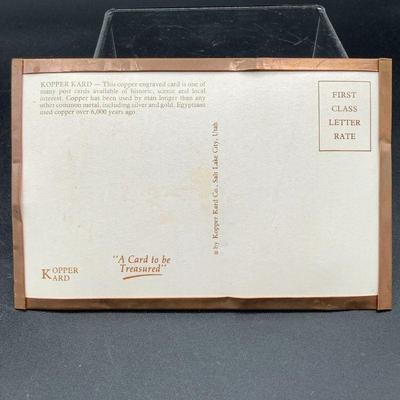 KOPPER KARD — This copper engraved card is one of
many post cards available of historic, scenic and local
interest. Copper has been used by man longer than any
other common metal, including silver and gold. Egyptians
used copper over 6,000 years ago.
FIRST
CLASS
LETTER
RATE
by Kopper Kard Co., Salt Lake City, Utah
KOPPER
KARD
"A Card to be
Treasured"